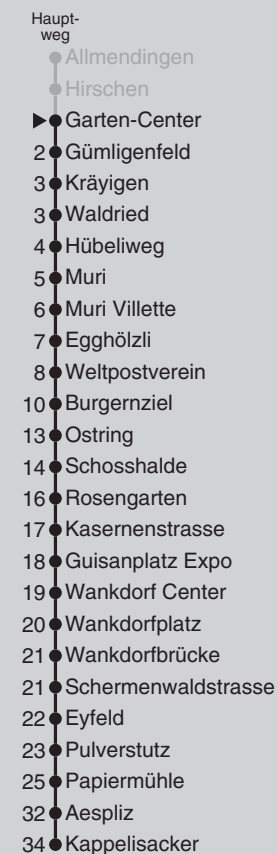 Haupt-
weg
Allmendingen
Hirschen
Garten-Center
2 Gümligenfeld
3 Kräyigen
3 Waldried
4 Hübeliweg
5 Muri
6 Muri Villette
7 Egghölzli
8 Weltpostverein
10 Burgernziel
13 Ostring
14 Schosshalde
16 Rosengarten
17 Kasernenstrasse
18 Guisanplatz Expo
19 Wankdorf Center
20 Wankdorfplatz
21 Wankdorfbrücke
21 Schermenwaldstrasse
22 Eyfeld
23 Pulverstutz
25 Papiermühle
32 Aespliz
34 Kappelisacker